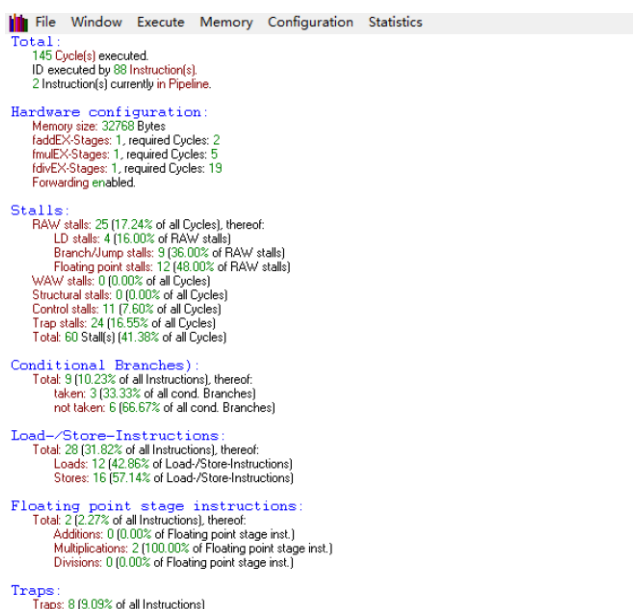 File Window Execute Memory Configuration Statistics
Total:
145 Cycle(s) executed.
ID executed by 88 Instruction(s).
2 Instruction(s) currently in Pipeline.
Hardware configuration:
Memory size: 32768 Bytes
faddEX-Stages: 1, required Cycles: 2
fmulEX-Stages: 1, required Cycles: 5
fdivEX-Stages: 1, required Cycles: 19
Forwarding enabled.
Stalls:
RAW stalls: 25 (17.24% of all Cycles), thereof:
LD stalls: 4 (16.00% of RAW stalls)
Branch/Jump stalls: 9 (36.00% of RAW stalls)
Floating point stalls: 12 (48.00% of RAW stalls)
WAW stalls: 0 (0.00% of all Cycles)
Structural stalls: 0 (0.00% of all Cycles)
Control stalls: 11 (7.60% of all Cycles)
Trap stalls: 24 (16.55% of all Cycles)
Total: 60 Stall(s) (41.38% of all Cycles)
Conditional Branches):
Total: 9 (10.23% of all Instructions), thereof:
taken: 3 (33.33% of all cond. Branches)
not taken: 6 (66.67% of all cond. Branches)
Load-/Store-Instructions:
Total: 28 (31.82% of all Instructions), thereof:
Loads: 12 (42.86% of Load-/Store-Instructions)
Stores: 16 (57.14% of Load-/Store-Instructions)
Floating point stage instructions:
Total: 2 (2.27% of all Instructions), thereof:
Additions: 0 (0.00% of Floating point stage inst.)
Multiplications: 2 (100.00% of Floating point stage inst.)
Divisions: 0 (0.00% of Floating point stage inst.)
Traps:
Traps: 8 (9.09% of all Instructions)